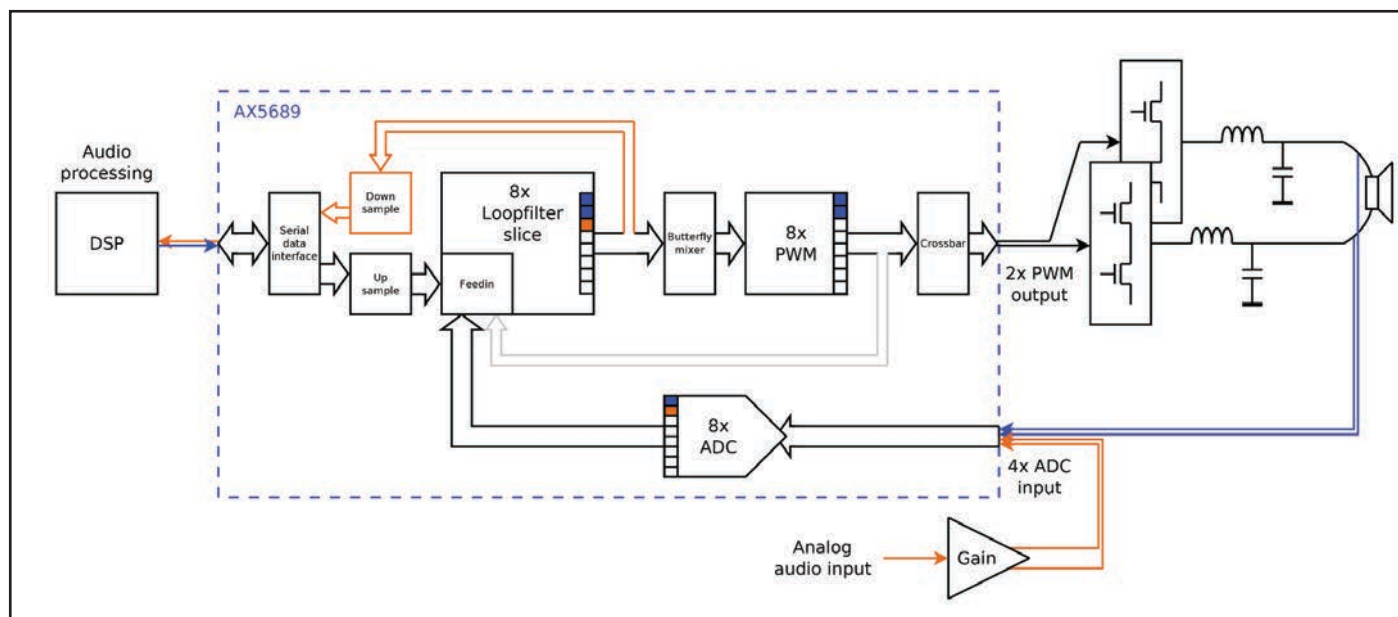 AX5689
Audio
processing
DSP
Serial
data
interface
Down
sample
Up
sample
8x
Loopfilter
slice
Feedin
Butterfly
mixer
8x
PWM
Crossbar
2x PWM
output
8x
ADC
4x ADC
input
Analog
audio input
Gain